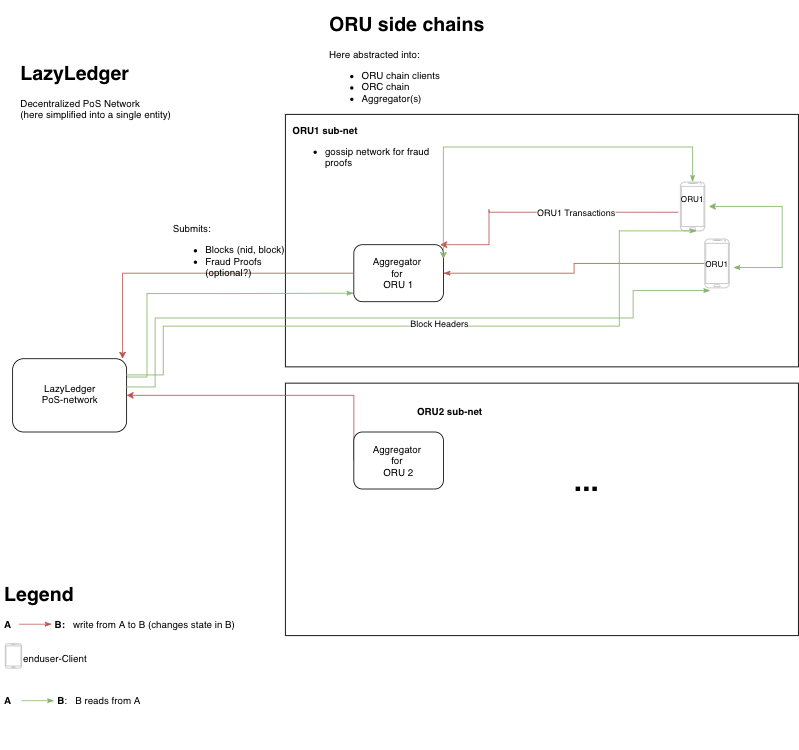 ORU side chains
Here abstracted into:
• ORU chain clients
• ORC chain
• Aggregator(s)
LazyLedger
Decentralized PoS Network
(here simplified into a single entity)
ORU1 sub-net
• gossip network for fraud
proofs
ORU1
ORU1 Transactions
ORU1
Submits:
• Blocks (nid, block)
• Fraud Proofs
(optional?)
Aggregator
for
ORU 1
Block Headers
LazyLedger
PoS-network
ORU2 sub-net
Aggregator
for
ORU 2
...
Legend
A B: write from A to B (changes state in B)
enduser-Client
A B: B reads from A